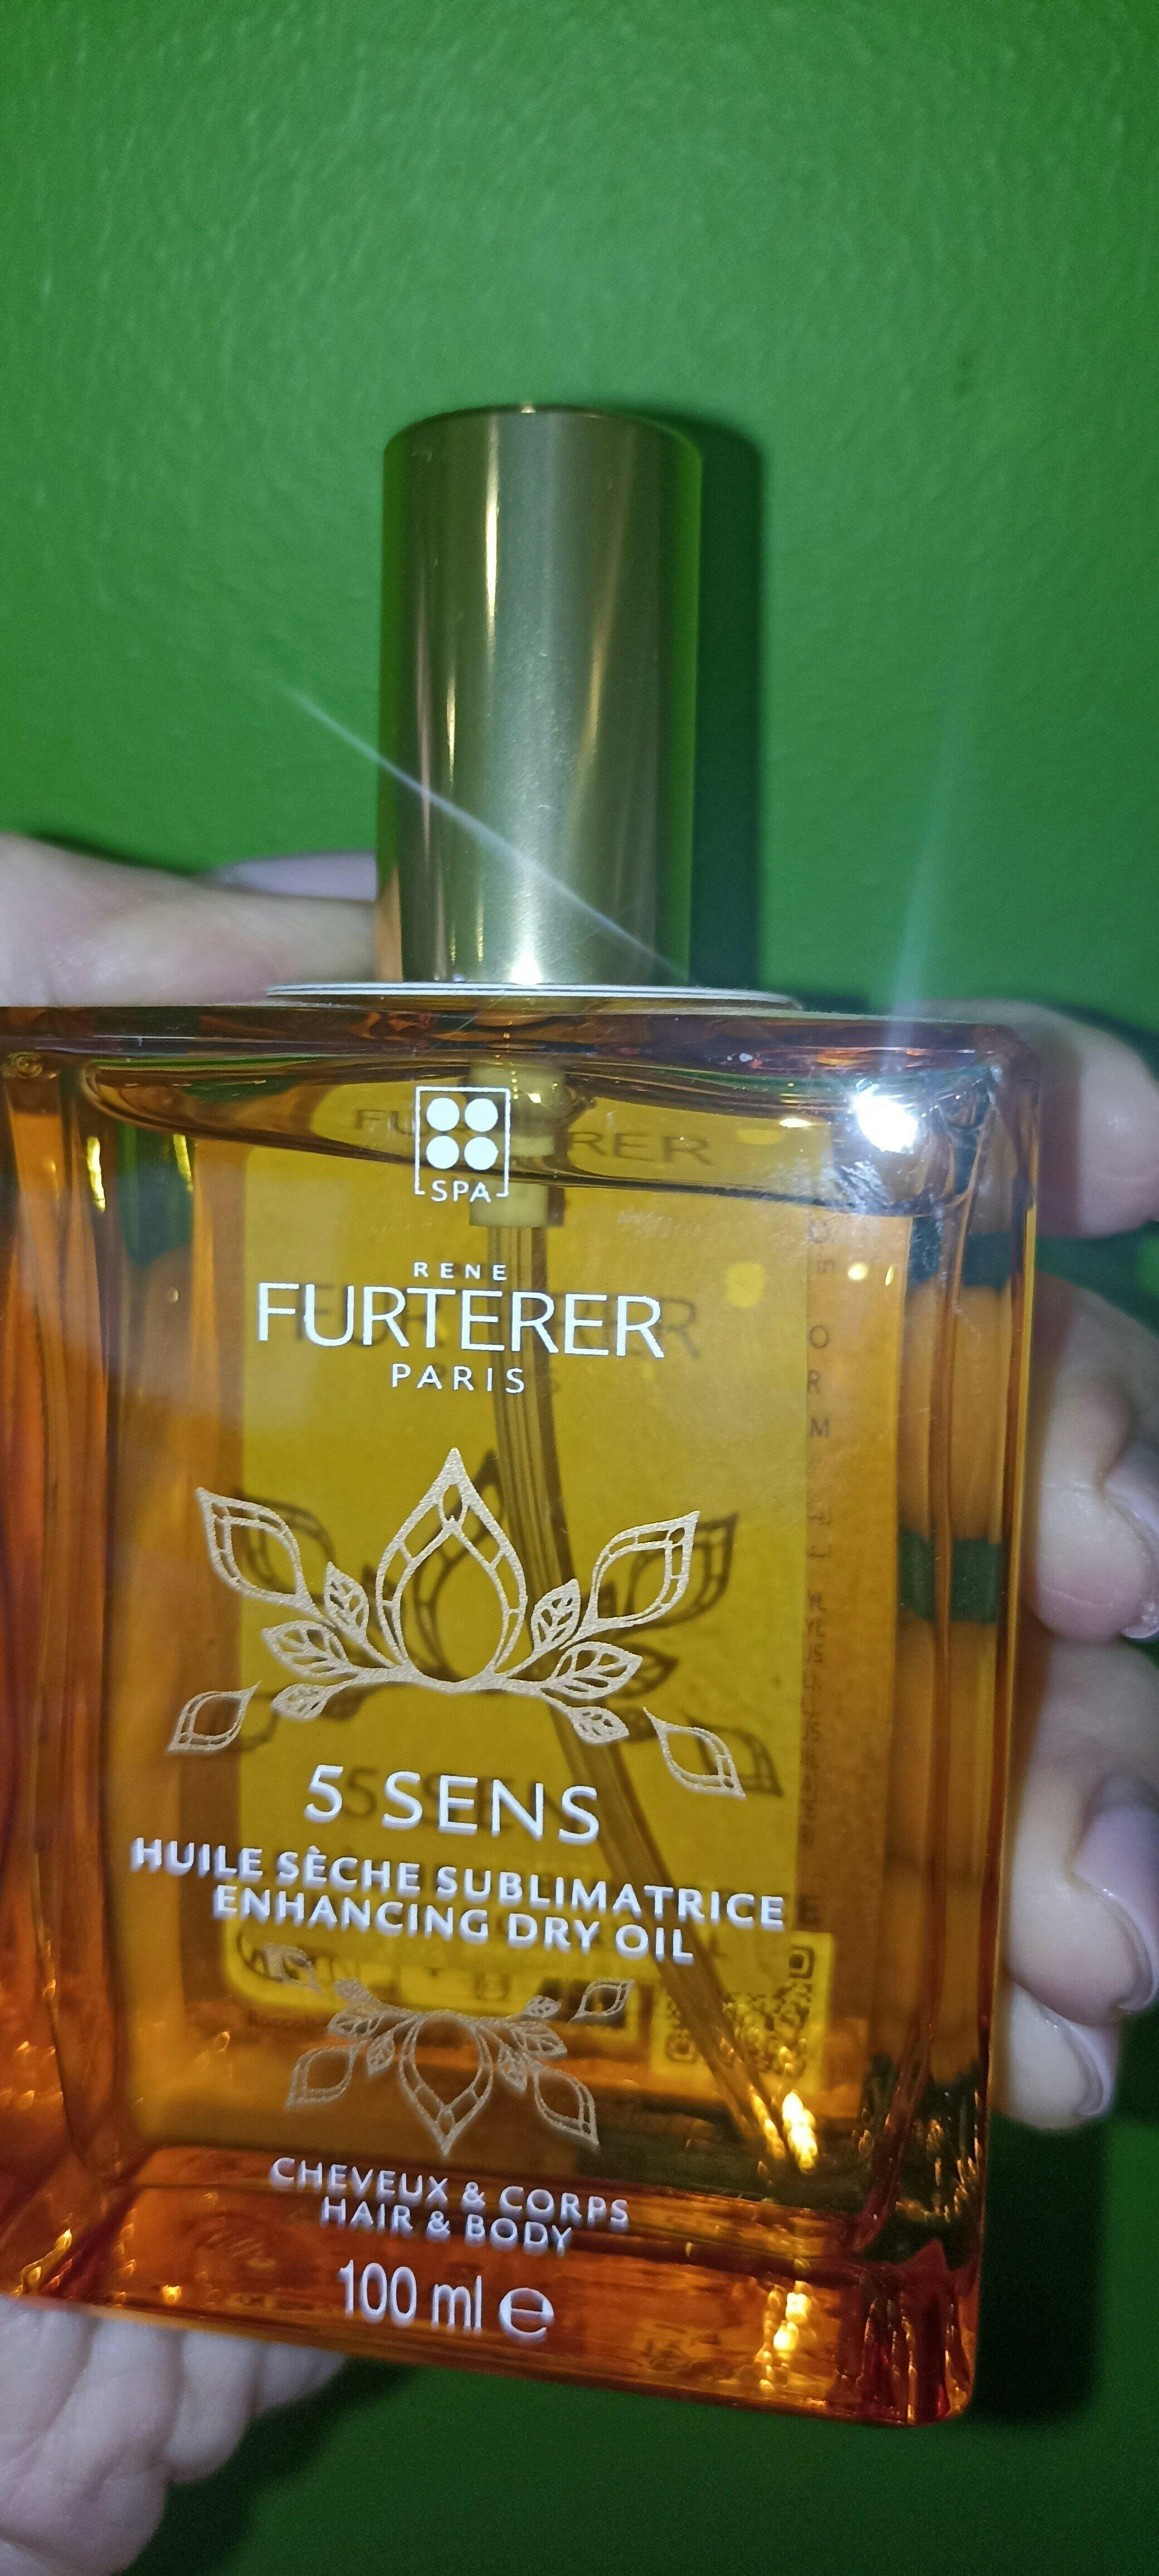 SPA
RENE
FURTERER
PARIS
5 SENS
HUILE SÈCHE SUBLIMATRICE
ENHANCING DRY OIL
CHEVEUX & CORPS
HAIR & BODY
100 ml e